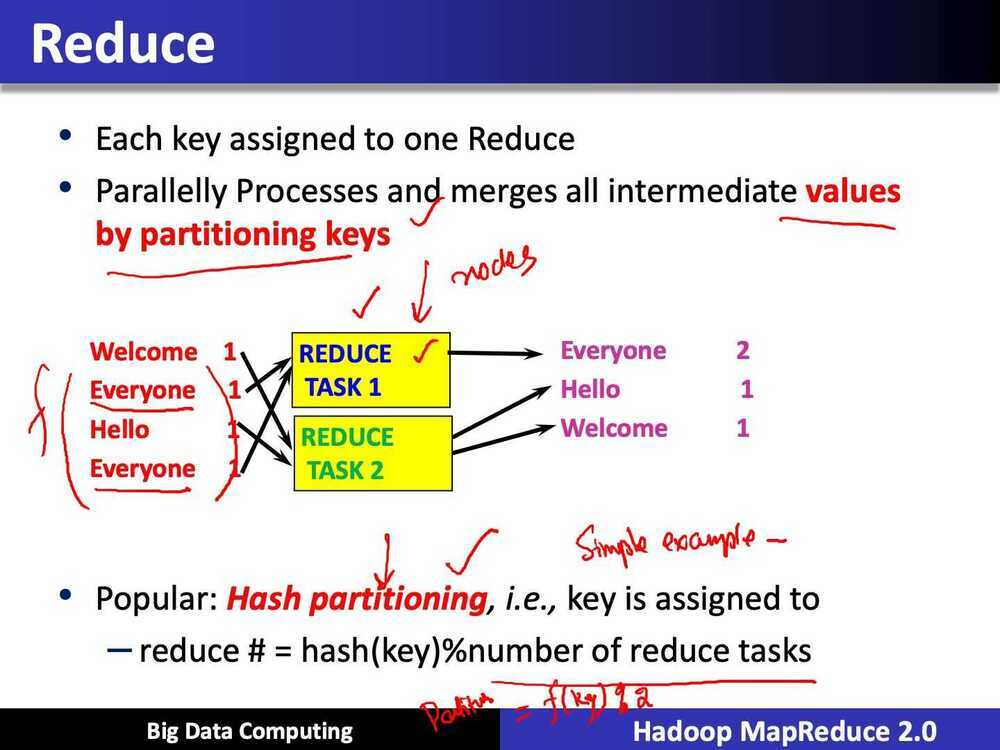 Reduce
• Each key assigned to one Reduce
• Parallelly Processes and merges all intermediate values
by partitioning keys
nodes
Welcome 1
Everyone 1
Hello 1
Everyone 1
REDUCE
TASK 1
REDUCE
TASK 2
Everyone 2
Hello 1
Welcome 1
Simple example –
• Popular: Hash partitioning, i.e., key is assigned to
– reduce # = hash(key)%number of reduce tasks
= f(key) % 2
Big Data Computing
Hadoop MapReduce 2.0